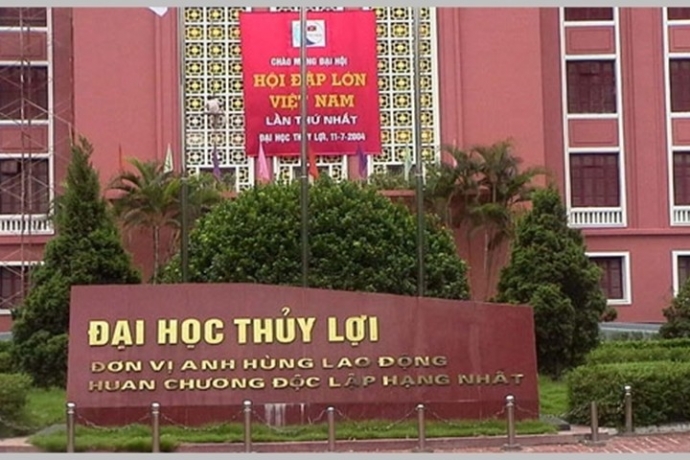 CHÀO MỪNG ĐẠI HỘI
HỘI ĐẬP LỚN
VIỆT NAM
LẦN THỨ NHẤT
ĐẠI HỌC THỦY LỢI, 11-7-2004
ĐẠI HỌC THỦY LỢI
ĐƠN VỊ ANH HÙNG LAO ĐỘNG
HUÂN CHƯƠNG ĐỘC LẬP HẠNG NHẤT